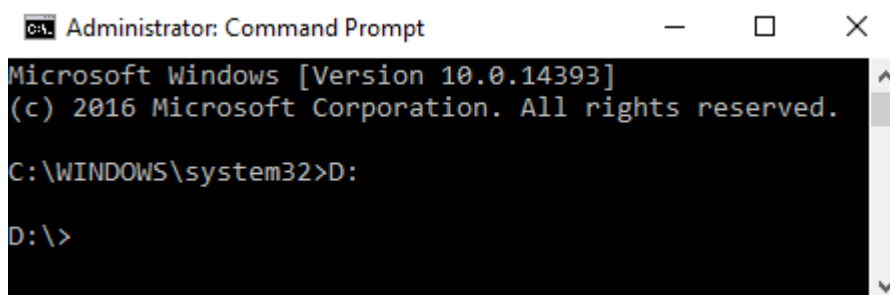 Administrator: Command Prompt
Microsoft Windows [Version 10.0.14393]
(c) 2016 Microsoft Corporation. All rights reserved.
C:\WINDOWS\system32>D:
D:\>